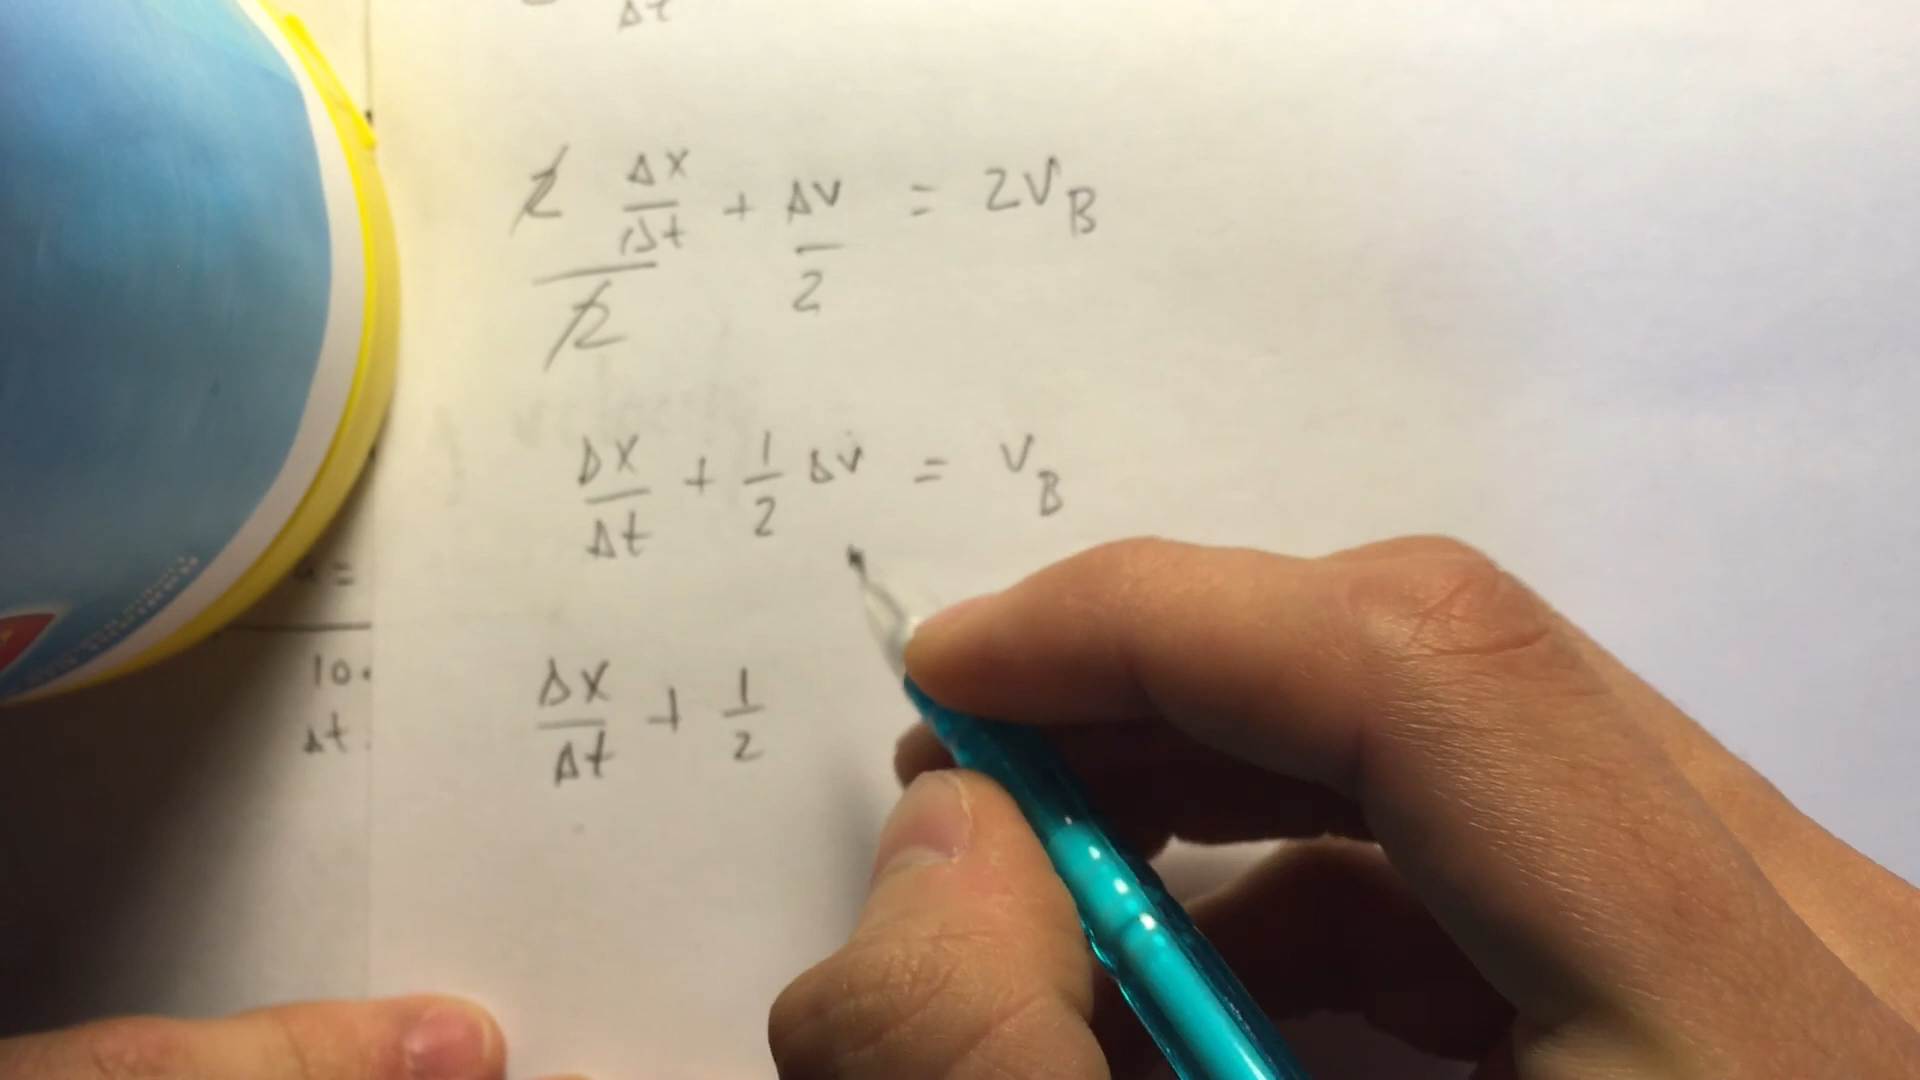 Δt
2 Δx/Δt / 2 + Δv/2 = 2v_B
Δx/Δt + 1/2 Δv = v_B
Δx/Δt + 1/2
=
10.
Δt